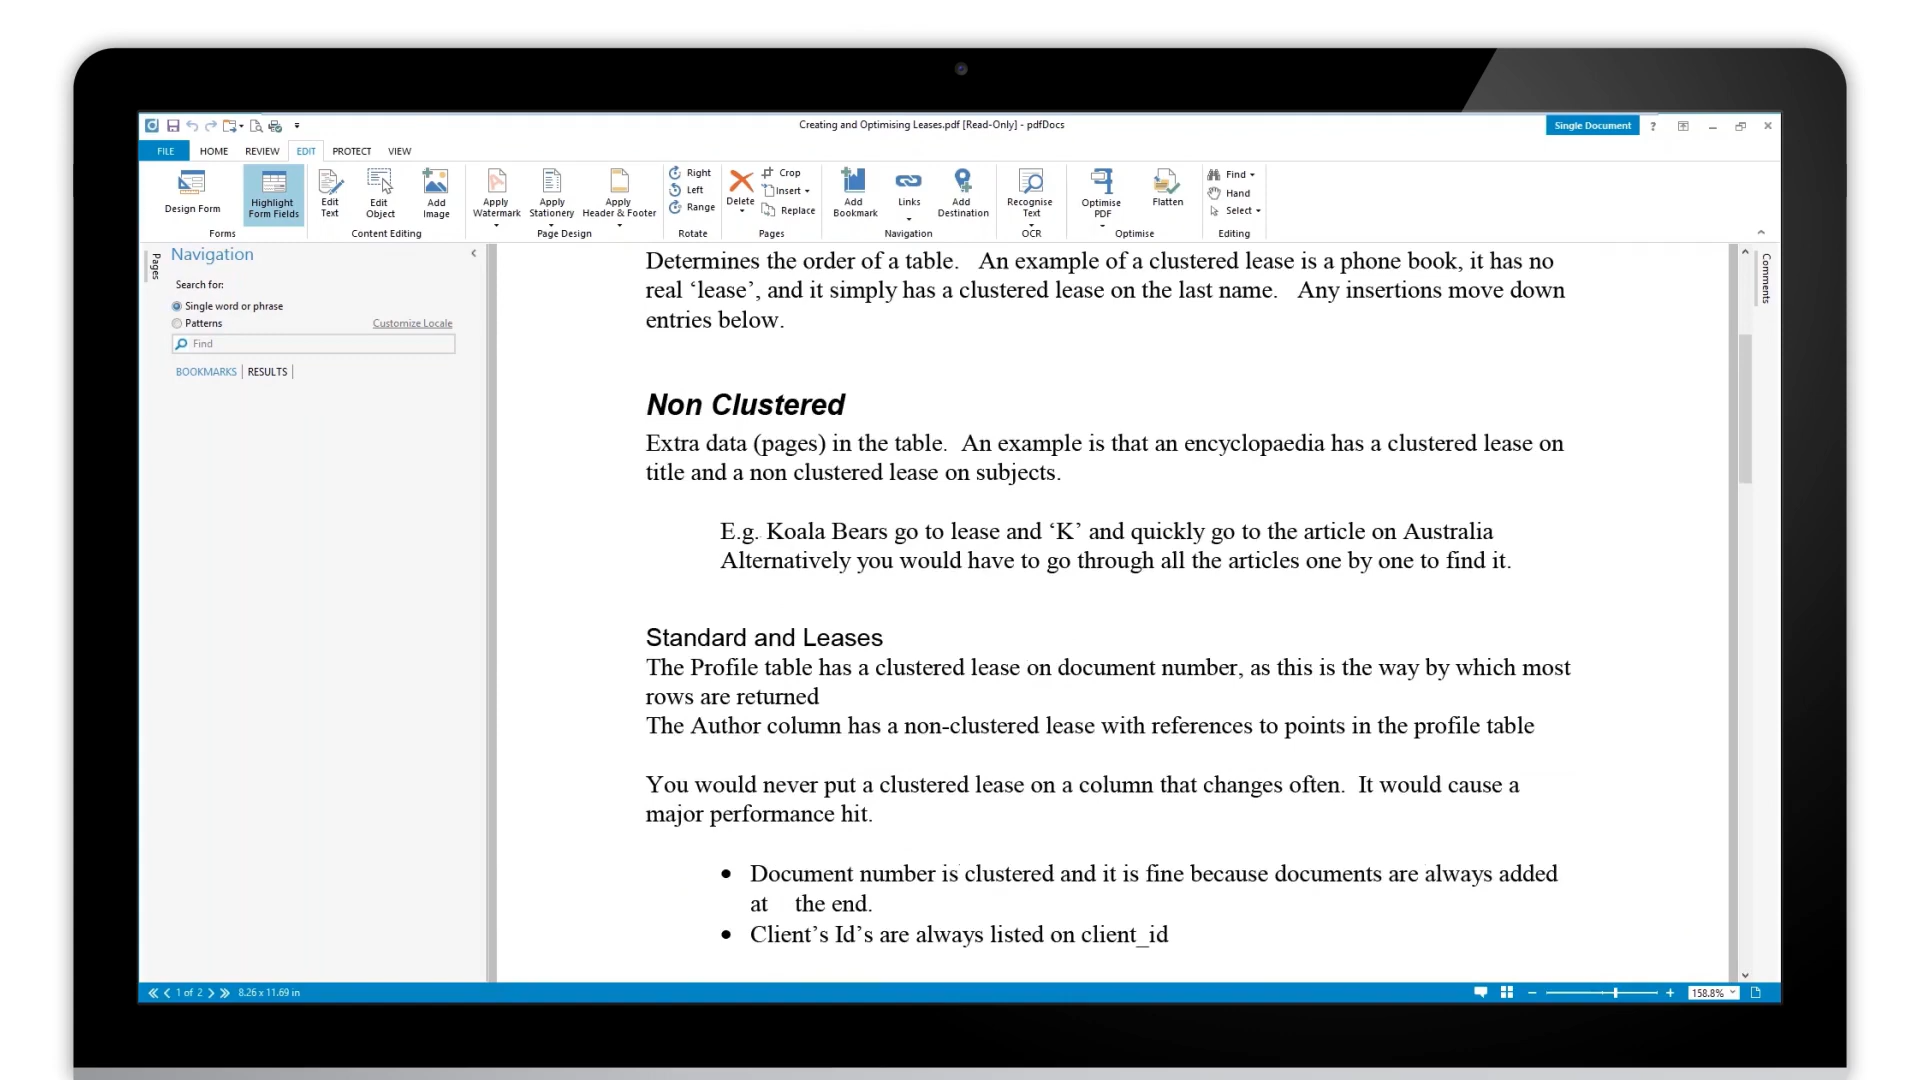 Creating and Optimising Leases.pdf [Read-Only] - pdfDocs
Single Document
?
FILE
HOME
REVIEW
EDIT
PROTECT
VIEW
Design Form
Highlight
Form Fields
Forms
Edit
Text
Edit
Object
Add
Image
Content Editing
Apply
Watermark
Apply
Stationery
Apply
Header & Footer
Page Design
Right
Left
Range
Rotate
Delete
Crop
Insert
Replace
Pages
Add
Bookmark
Links
Add
Destination
Navigation
Recognise
Text
OCR
Optimise
PDF
Flatten
Optimise
Find
Hand
Select
Editing
Pages
Navigation
Search for:
Single word or phrase
Patterns
Customize Locale
Find
BOOKMARKS | RESULTS |
Comments
Determines the order of a table. An example of a clustered lease is a phone book, it has no
real ‘lease’, and it simply has a clustered lease on the last name. Any insertions move down
entries below.
Non Clustered
Extra data (pages) in the table. An example is that an encyclopaedia has a clustered lease on
title and a non clustered lease on subjects.
E.g. Koala Bears go to lease and ‘K’ and quickly go to the article on Australia
Alternatively you would have to go through all the articles one by one to find it.
Standard and Leases
The Profile table has a clustered lease on document number, as this is the way by which most
rows are returned
The Author column has a non-clustered lease with references to points in the profile table
You would never put a clustered lease on a column that changes often. It would cause a
major performance hit.
• Document number is clustered and it is fine because documents are always added
at the end.
• Client’s Id’s are always listed on client_id
1 of 2
8.26 x 11.69 in
158.8%